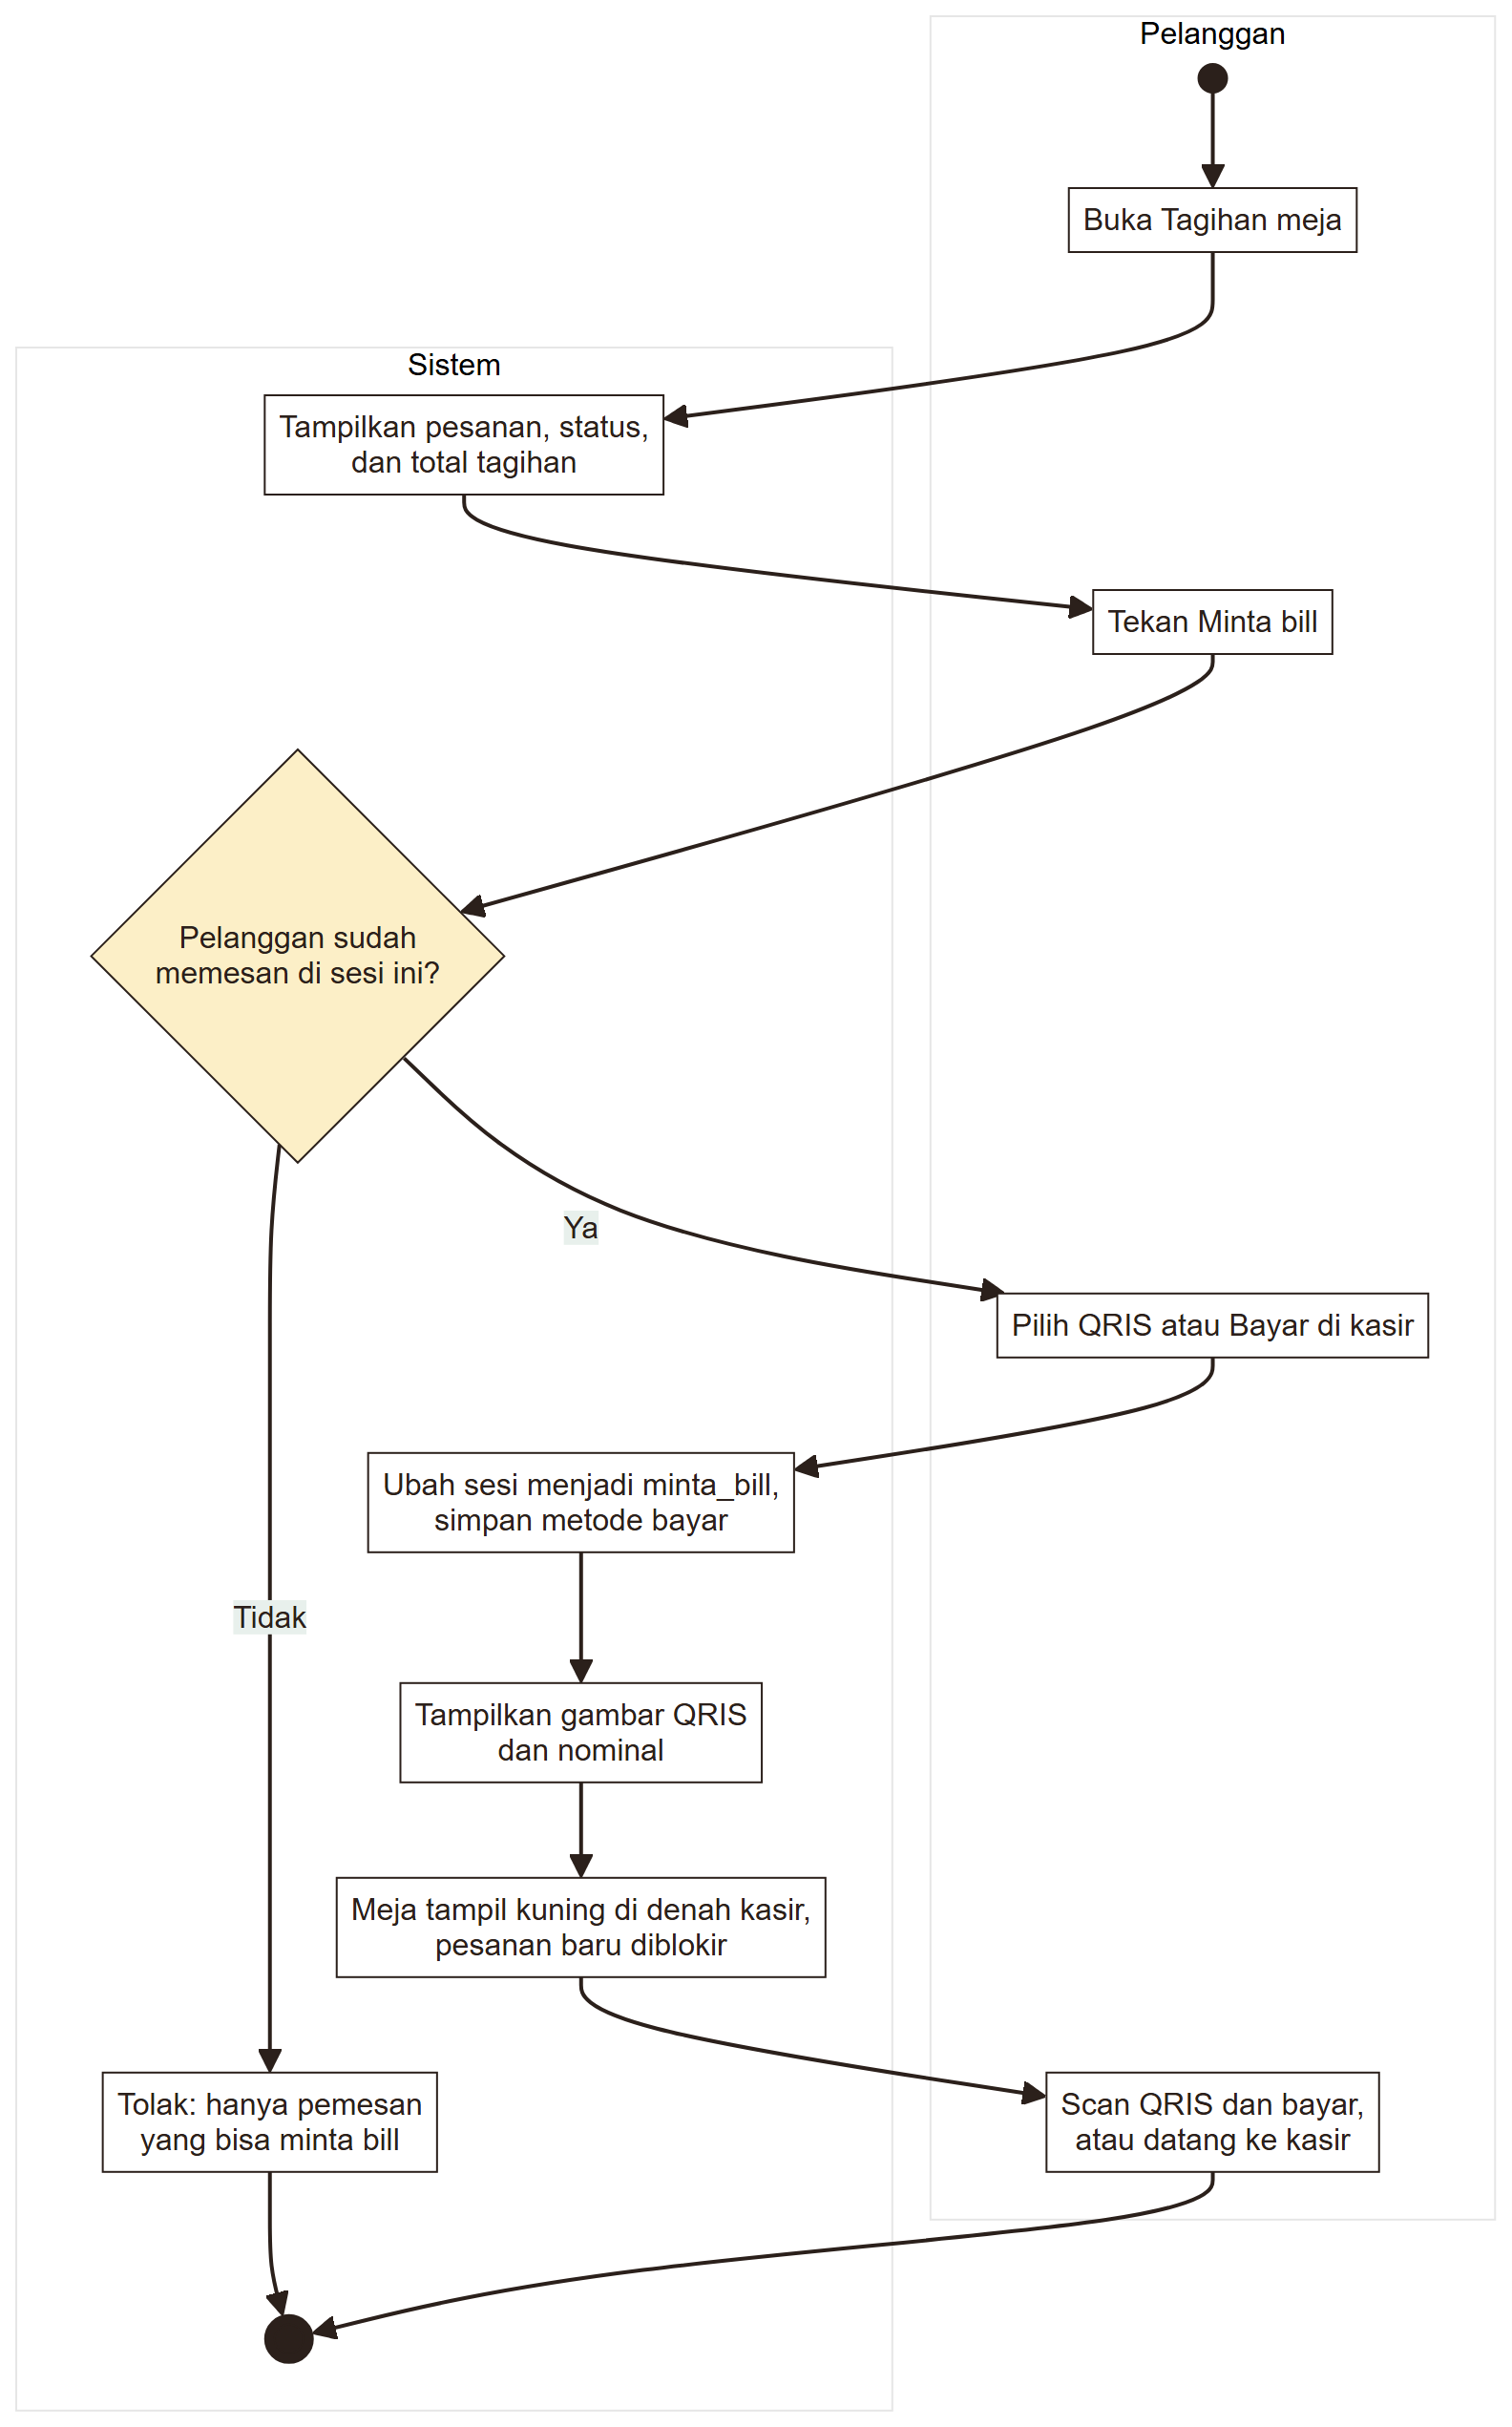 Pelanggan
Buka Tagihan meja
Sistem
Tampilkan pesanan, status,
dan total tagihan
Tekan Minta bill
Pelanggan sudah
memesan di sesi ini?
Ya
Pilih QRIS atau Bayar di kasir
Ubah sesi menjadi minta_bill,
simpan metode bayar
Tidak
Tampilkan gambar QRIS
dan nominal
Meja tampil kuning di denah kasir,
pesanan baru diblokir
Tolak: hanya pemesan
yang bisa minta bill
Scan QRIS dan bayar,
atau datang ke kasir